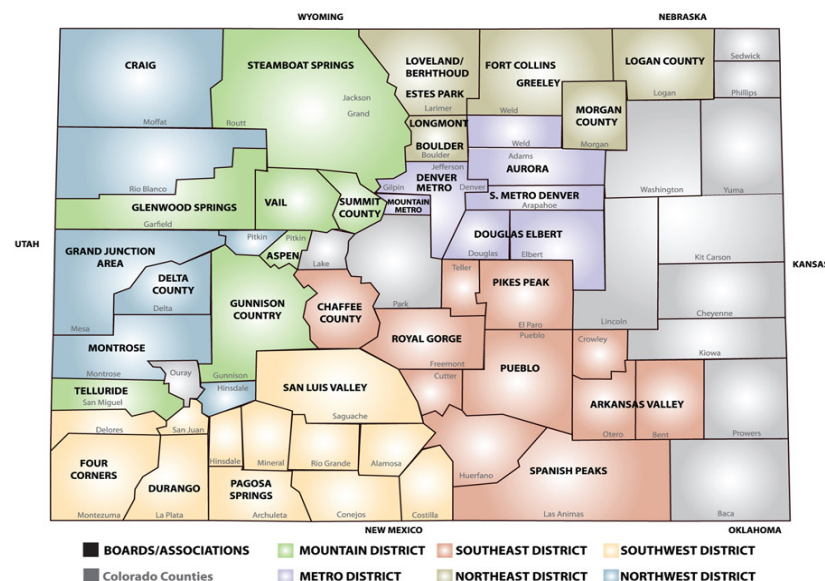 WYOMING
NEBRASKA
CRAIG
STEAMBOAT SPRINGS
LOVELAND/
BERHTHOUD
ESTES PARK
FORT COLLINS
GREELEY
LOGAN COUNTY
Sedwick
Phillips
Jackson
Grand
Larimer
Weld
Logan
Moffat
Routt
LONGMONT
BOULDER
Boulder
MORGAN
COUNTY
Morgan
Weld
Rio Blanco
Jefferson
Adams
AURORA
DENVER
METRO
Gilpin
Denver
Washington
Yuma
GLENWOOD SPRINGS
Garfield
VAIL
SUMMIT
COUNTY
MOUNTAIN
METRO
S. METRO DENVER
Arapahoe
UTAH
GRAND JUNCTION
AREA
Pitkin
Pitkin
ASPEN
Lake
DOUGLAS ELBERT
Douglas
Elbert
Kit Carson
KANSAS
DELTA
COUNTY
Delta
Mesa
GUNNISON
COUNTRY
CHAFFEE
COUNTY
Park
Teller
PIKES PEAK
El Paro
Lincoln
Cheyenne
MONTROSE
Montrose
Ouray
Gunnison
ROYAL GORGE
Freemont
Pueblo
PUEBLO
Crowley
Kiowa
TELLURIDE
San Miguel
Hinsdale
SAN LUIS VALLEY
Saguache
Cutter
ARKANSAS VALLEY
Otero
Bent
Prowers
Delores
San Juan
FOUR
CORNERS
Montezuma
DURANGO
La Plata
Hinsdale
Mineral
Rio Grande
Alamosa
PAGOSA
SPRINGS
Archuleta
Conejos
Costilla
Huerfano
SPANISH PEAKS
Las Animas
Baca
NEW MEXICO
OKLAHOMA
BOARDS/ASSOCIATIONS
MOUNTAIN DISTRICT
SOUTHEAST DISTRICT
SOUTHWEST DISTRICT
Colorado Counties
METRO DISTRICT
NORTHEAST DISTRICT
NORTHWEST DISTRICT